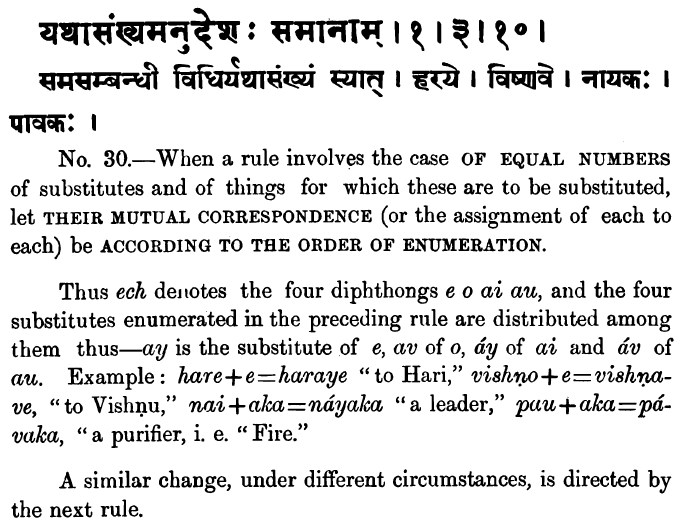 यथासंख्यमनुदेशः समानाम् । १ । ३ । १० ।
समसम्बन्धी विधिर्यथासंख्यं स्यात् । हरये । विष्णवे । नायकः ।
पावकः ।
No. 30.—When a rule involves the case OF EQUAL NUMBERS
of substitutes and of things for which these are to be substituted,
let THEIR MUTUAL CORRESPONDENCE (or the assignment of each to
each) be ACCORDING TO THE ORDER OF ENUMERATION.
Thus ech denotes the four diphthongs e o ai au, and the four
substitutes enumerated in the preceding rule are distributed among
them thus—ay is the substitute of e, av of o, áy of ai and áv of
au. Example: hare+e=haraye "to Hari," vishṇo+e=vishṇa-
ve, "to Vishṇu," nai+aka=náyaka "a leader," pau+aka=pá-
vaka, "a purifier, i. e. "Fire."
A similar change, under different circumstances, is directed by
the next rule.